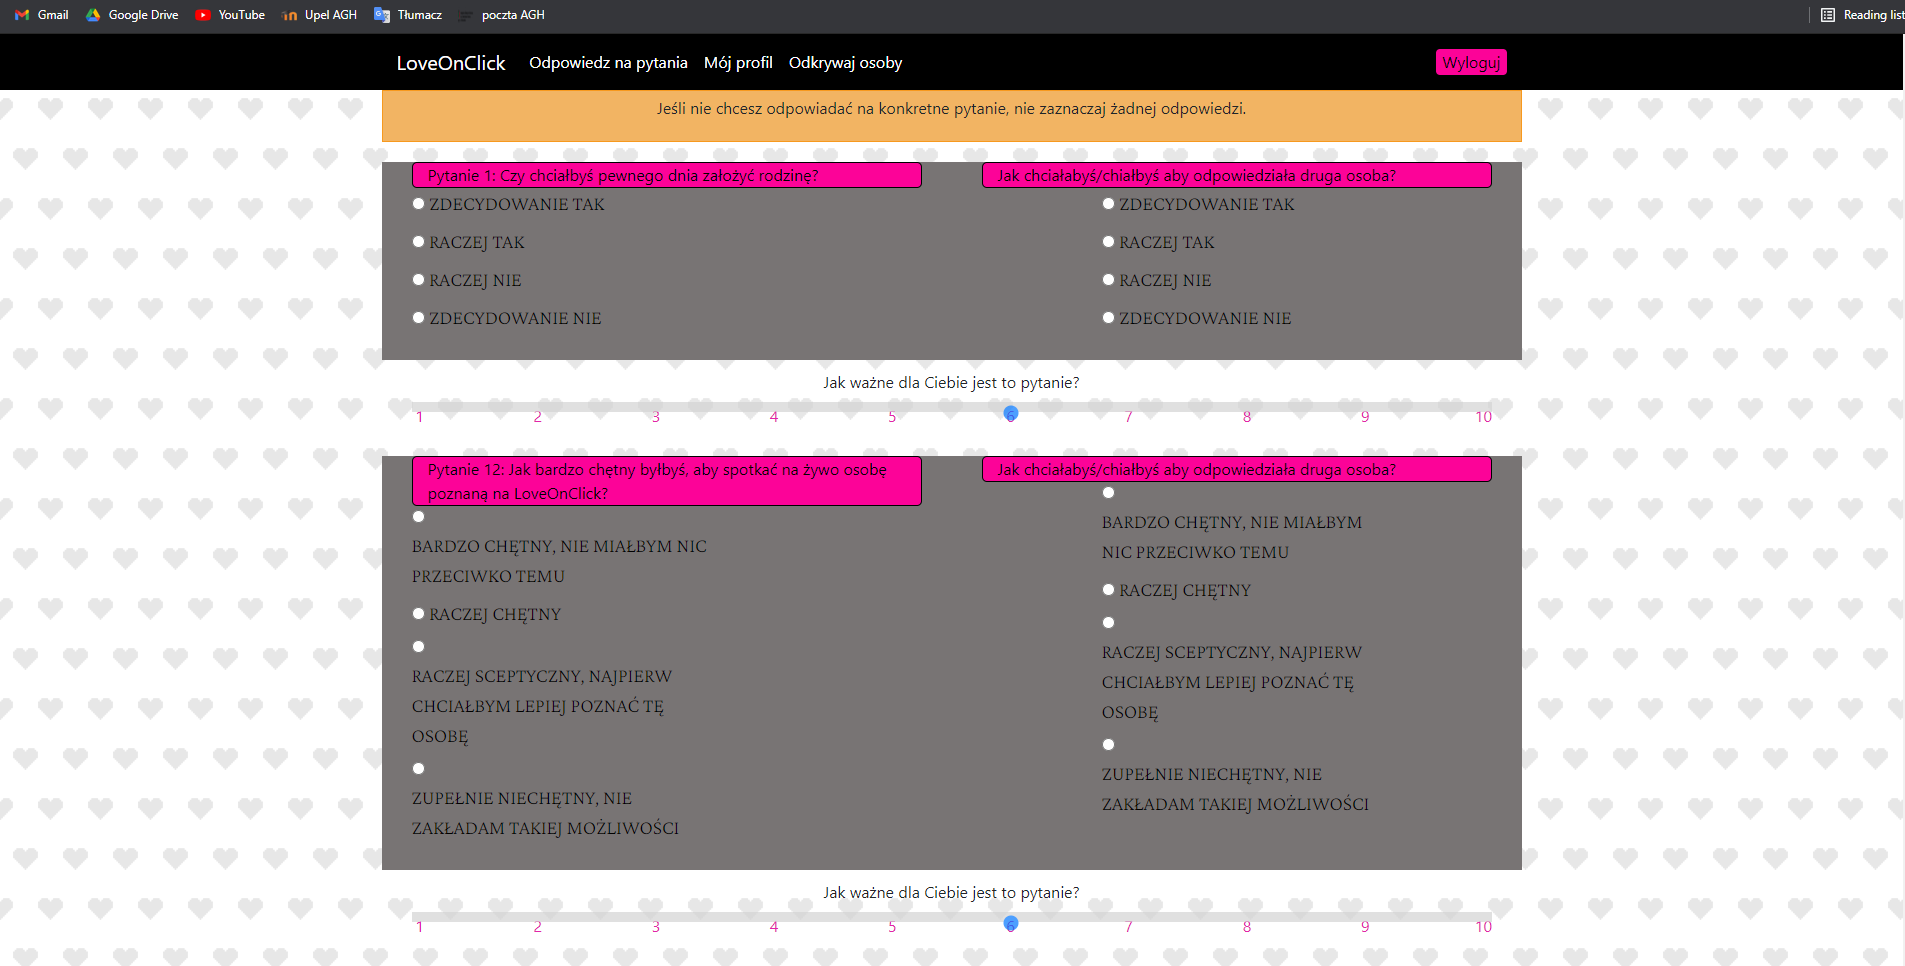 Gmail Google Drive YouTube Upel AGH Tłumacz poczta AGH Reading list
LoveOnClick Odpowiedz na pytania Mój profil Odkrywaj osoby Wyloguj
Jeśli nie chcesz odpowiadać na konkretne pytanie, nie zaznaczaj żadnej odpowiedzi.
Pytanie 1: Czy chciałbyś pewnego dnia założyć rodzinę?
ZDECYDOWANIE TAK
RACZEJ TAK
RACZEJ NIE
ZDECYDOWANIE NIE
Jak chciałabyś/chiałbyś aby odpowiedziała druga osoba?
ZDECYDOWANIE TAK
RACZEJ TAK
RACZEJ NIE
ZDECYDOWANIE NIE
Jak ważne dla Ciebie jest to pytanie?
1 2 3 4 5 6 7 8 9 10
Pytanie 12: Jak bardzo chętny byłbyś, aby spotkać na żywo osobę
poznaną na LoveOnClick?
BARDZO CHĘTNY, NIE MIAŁBYM NIC
PRZECIWKO TEMU
RACZEJ CHĘTNY
RACZEJ SCEPTYCZNY, NAJPIERW
CHCIAŁBYM LEPIEJ POZNAĆ TĘ
OSOBĘ
ZUPEŁNIE NIECHĘTNY, NIE
ZAKŁADAM TAKIEJ MOŻLIWOŚCI
Jak chciałabyś/chiałbyś aby odpowiedziała druga osoba?
BARDZO CHĘTNY, NIE MIAŁBYM
NIC PRZECIWKO TEMU
RACZEJ CHĘTNY
RACZEJ SCEPTYCZNY, NAJPIERW
CHCIAŁBYM LEPIEJ POZNAĆ TĘ
OSOBĘ
ZUPEŁNIE NIECHĘTNY, NIE
ZAKŁADAM TAKIEJ MOŻLIWOŚCI
Jak ważne dla Ciebie jest to pytanie?
1 2 3 4 5 6 7 8 9 10